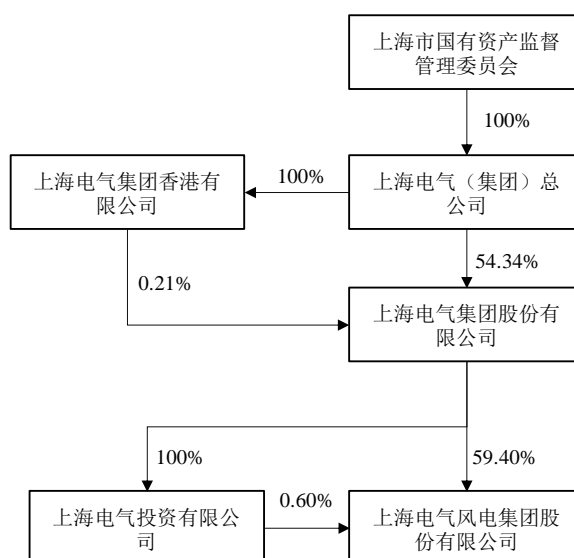 上海市国有资产监督
管理委员会
100%
上海电气集团香港有
限公司
100%
上海电气（集团）总
公司
0.21%
54.34%
上海电气集团股份有
限公司
100%
59.40%
上海电气投资有限公
司
0.60%
上海电气风电集团股
份有限公司